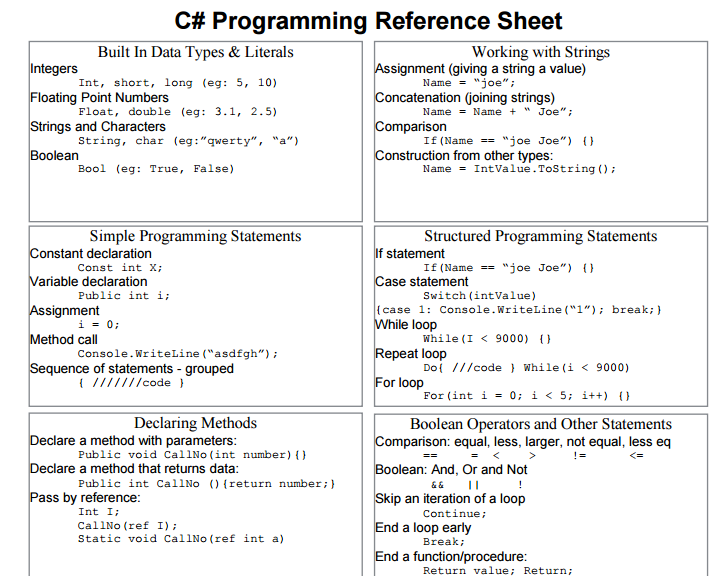 C# Programming Reference Sheet
Built In Data Types & Literals
Integers
Int, short, long (eg: 5, 10)
Floating Point Numbers
Float, double (eg: 3.1, 2.5)
Strings and Characters
String, char (eg:”qwerty”, “a”)
Boolean
Bool (eg: True, False)
Working with Strings
Assignment (giving a string a value)
Name = “joe”;
Concatenation (joining strings)
Name = Name + “ Joe”;
Comparison
If(Name == “joe Joe”) {}
Construction from other types:
Name = IntValue.ToString();
Simple Programming Statements
Constant declaration
Const int X;
Variable declaration
Public int i;
Assignment
i = 0;
Method call
Console.WriteLine(“asdfgh”);
Sequence of statements - grouped
{ ///////code }
Structured Programming Statements
If statement
If(Name == “joe Joe”) {}
Case statement
Switch(intValue)
{case 1: Console.WriteLine(“1”); break;}
While loop
While(I < 9000) {}
Repeat loop
Do{ ///code } While(i < 9000)
For loop
For(int i = 0; i < 5; i++) {}
Declaring Methods
Declare a method with parameters:
Public void CallNo(int number){}
Declare a method that returns data:
Public int CallNo (){return number;}
Pass by reference:
Int I;
CallNo(ref I);
Static void CallNo(ref int a)
Boolean Operators and Other Statements
Comparison: equal, less, larger, not equal, less eq
== = < > != <=
Boolean: And, Or and Not
&& || !
Skip an iteration of a loop
Continue;
End a loop early
Break;
End a function/procedure:
Return value; Return;